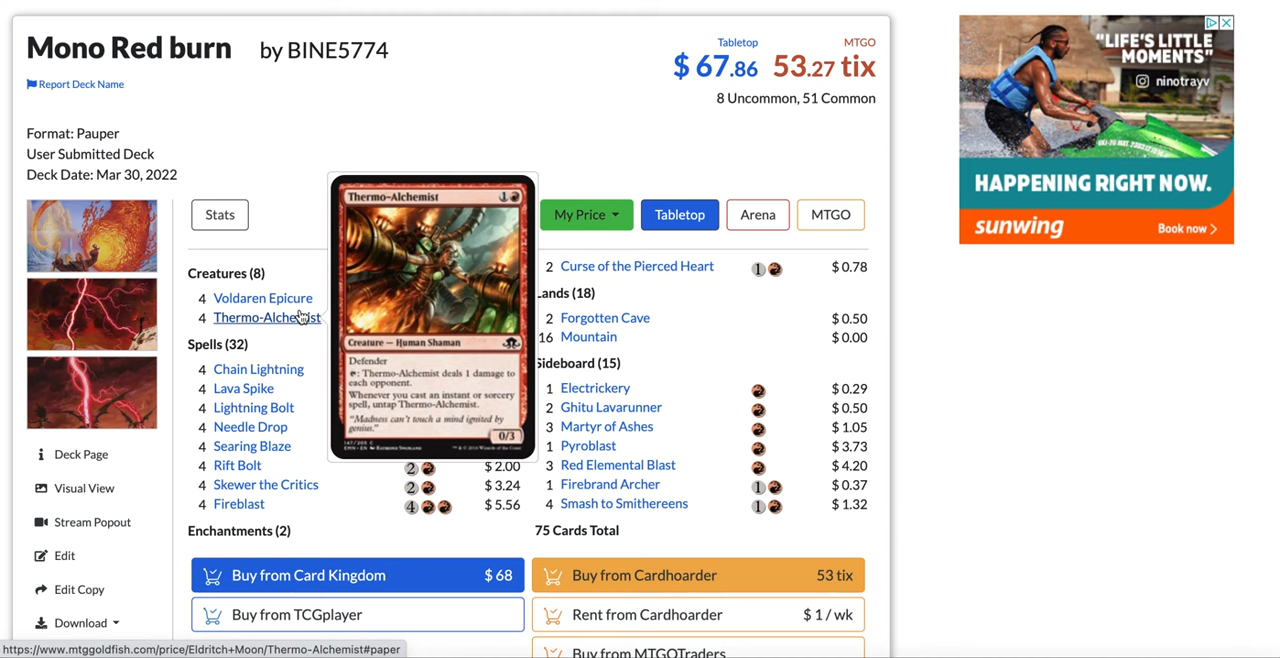 Mono Red burn by BINE5774
Report Deck Name
Tabletop
$ 67.86
MTGO
53.27 tix
8 Uncommon, 51 Common
Format: Pauper
User Submitted Deck
Deck Date: Mar 30, 2022
Stats
My Price
Tabletop
Arena
MTGO
Creatures (8)
4 Voldaren Epicure
4 Thermo-Alchemist
Spells (32)
4 Chain Lightning
4 Lava Spike
4 Lightning Bolt
4 Needle Drop
4 Searing Blaze
4 Rift Bolt 2 $ 2.00
4 Skewer the Critics 2 $ 3.24
4 Fireblast 4 $ 5.56
Enchantments (2)
Thermo-Alchemist 1
Creature — Human Shaman
Defender
: Thermo-Alchemist deals 1 damage to
each opponent.
Whenever you cast an instant or sorcery
spell, untap Thermo-Alchemist.
"Madness can't touch a mind ignited by
genius."
0/3
2 Curse of the Pierced Heart 1 $ 0.78
Lands (18)
2 Forgotten Cave $ 0.50
16 Mountain $ 0.00
Sideboard (15)
1 Electrickery $ 0.29
2 Ghitu Lavarunner $ 0.50
3 Martyr of Ashes $ 1.05
1 Pyroblast $ 3.73
3 Red Elemental Blast $ 4.20
1 Firebrand Archer 1 $ 0.37
4 Smash to Smithereens 1 $ 1.32
75 Cards Total
Deck Page
Visual View
Stream Popout
Edit
Edit Copy
Download
Buy from Card Kingdom $ 68
Buy from TCGplayer
Buy from Cardhoarder 53 tix
Rent from Cardhoarder $ 1 / wk
Buy from MTGOTraders
https://www.mtggoldfish.com/price/Eldritch+Moon/Thermo-Alchemist#paper
"LIFE'S LITTLE
MOMENTS"
ninotrayv
HAPPENING RIGHT NOW.
sunwing
Book now >